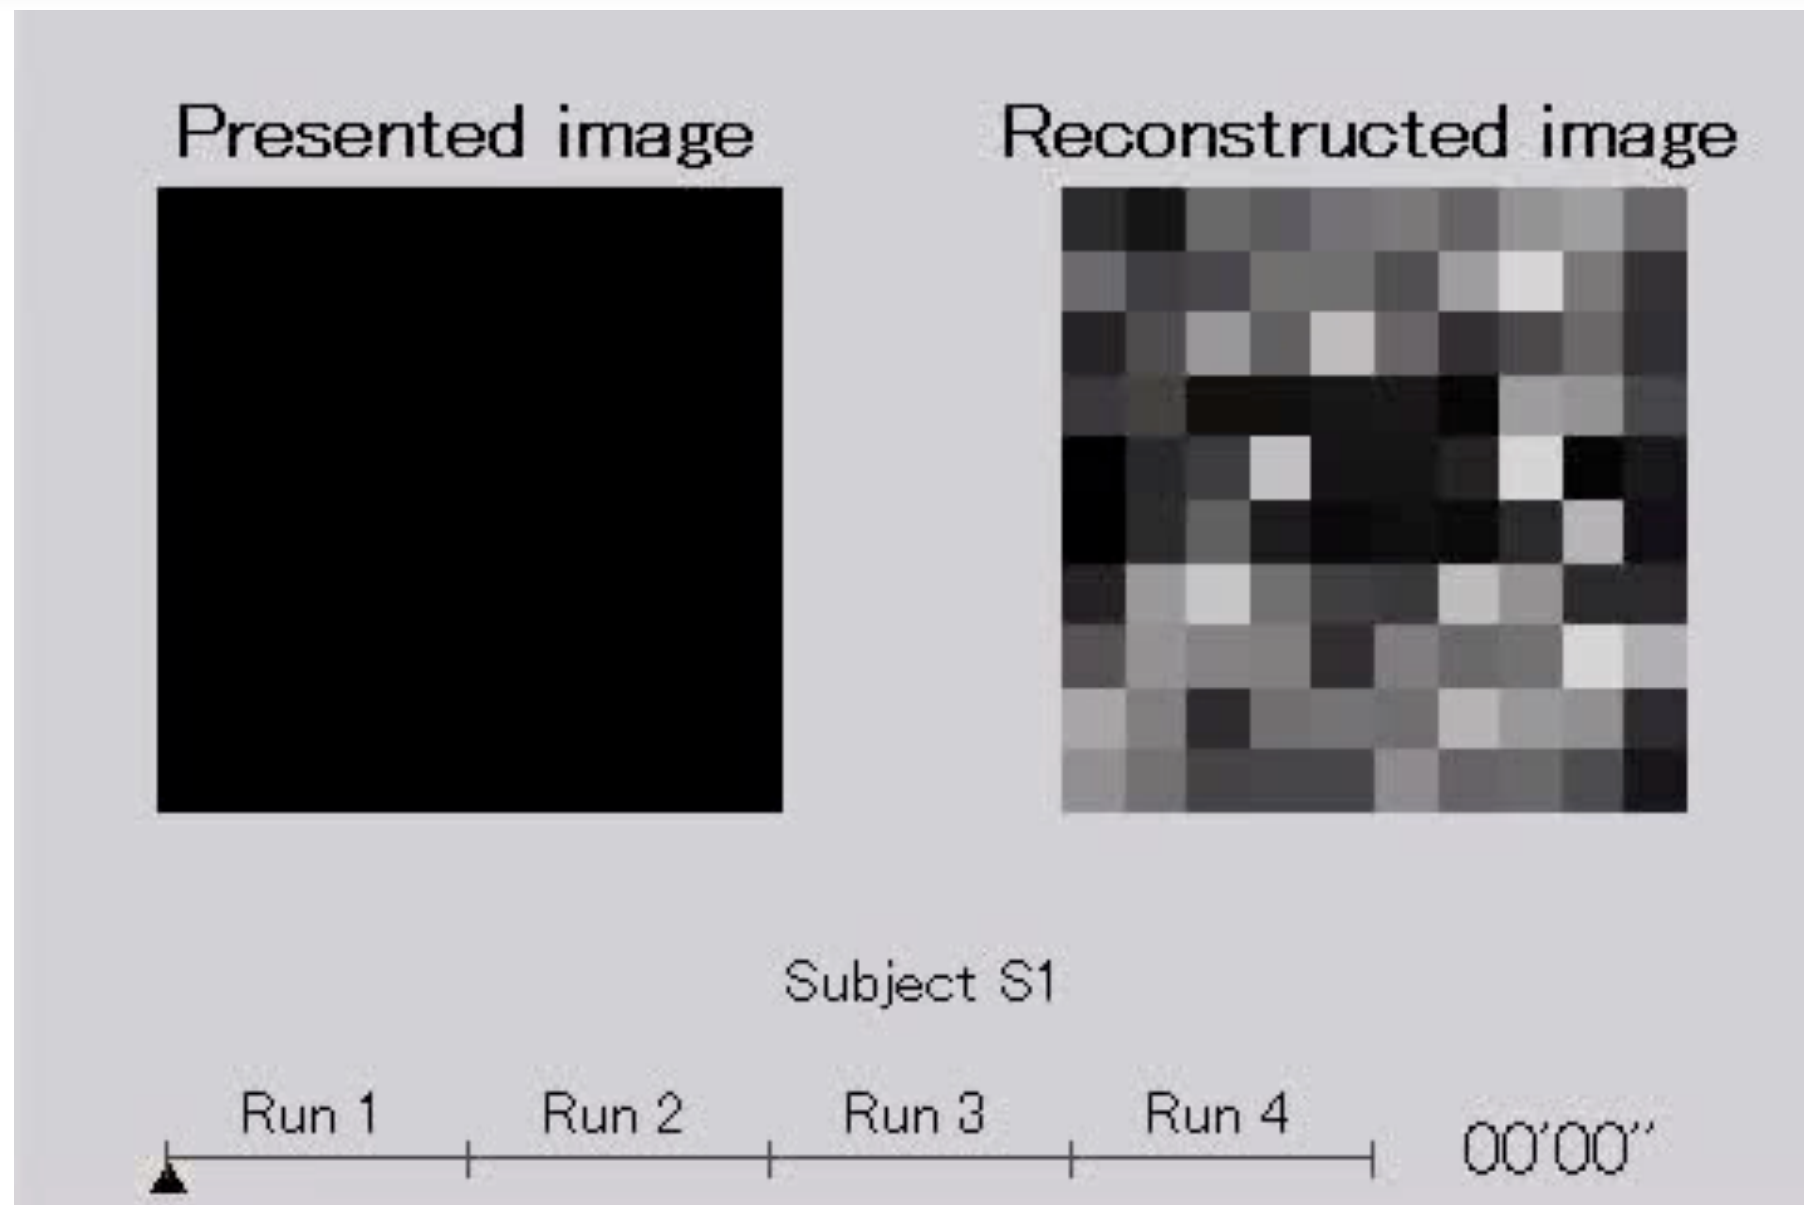 Presented image
Reconstructed image
Subject S1
Run 1
Run 2
Run 3
Run 4
00'00''